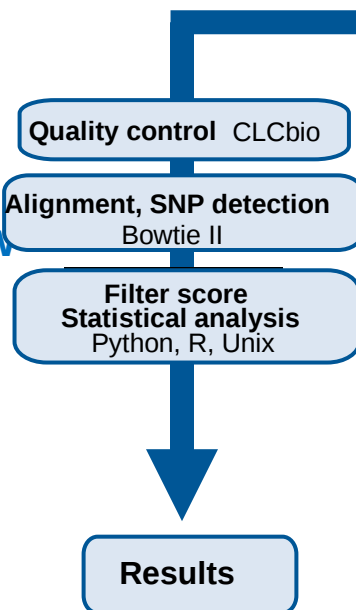 Quality control CLCbio
Alignment, SNP detection
Bowtie II
Filter score
Statistical analysis
Python, R, Unix
Results